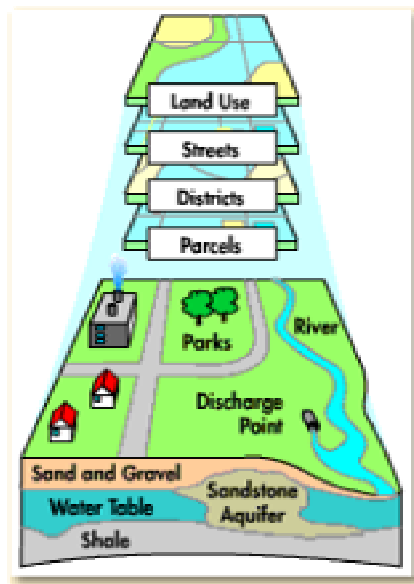 Land Use
Streets
Districts
Parcels
River
Parks
Discharge
Point
Sand and Gravel
Sandstone
Aquifer
Water Table
Shale